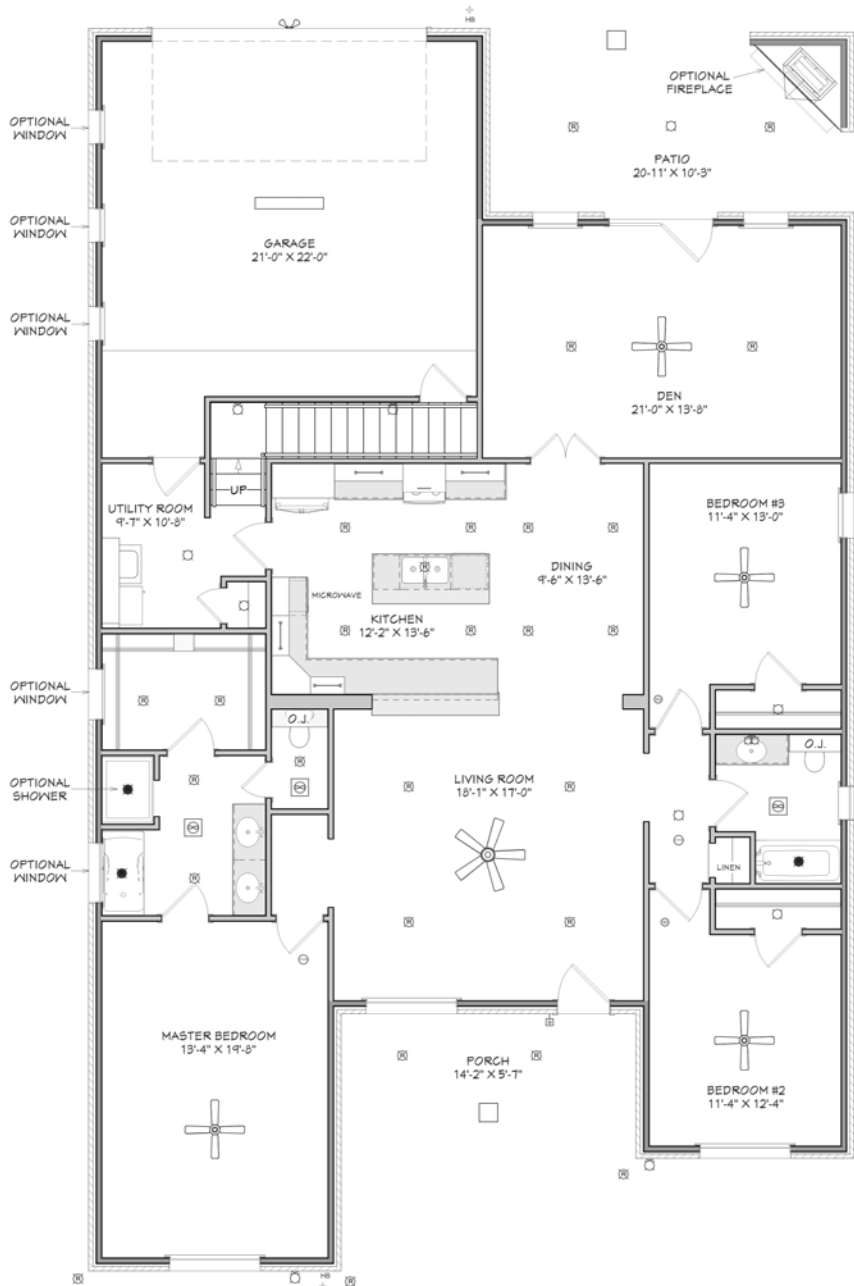 HB
OPTIONAL
FIREPLACE
OPTIONAL
WINDOW
PATIO
20'-11" X 10'-3"
OPTIONAL
WINDOW
GARAGE
21'-0" X 22'-0"
OPTIONAL
WINDOW
DEN
21'-0" X 13'-8"
UP
UTILITY ROOM
9'-7" X 10'-8"
BEDROOM #3
11'-4" X 13'-0"
DINING
9'-6" X 13'-6"
MICROWAVE
KITCHEN
12'-2" X 13'-6"
OPTIONAL
WINDOW
O.J.
O.J.
OPTIONAL
SHOWER
LIVING ROOM
18'-1" X 17'-0"
OPTIONAL
WINDOW
LINEN
MASTER BEDROOM
13'-4" X 19'-8"
PORCH
14'-2" X 5'-7"
BEDROOM #2
11'-4" X 12'-4"
HB